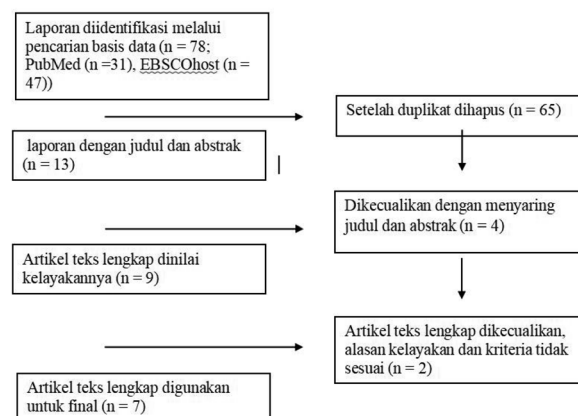 Laporan diidentifikasi melalui
pencarian basis data (n = 78;
PubMed (n =31), EBSCOhost (n =
47))
Setelah duplikat dihapus (n = 65)
laporan dengan judul dan abstrak
(n = 13)
Dikecualikan dengan menyaring
judul dan abstrak (n = 4)
Artikel teks lengkap dinilai
kelayakannya (n = 9)
Artikel teks lengkap dikecualikan,
alasan kelayakan dan kriteria tidak
sesuai (n = 2)
Artikel teks lengkap digunakan
untuk final (n = 7)